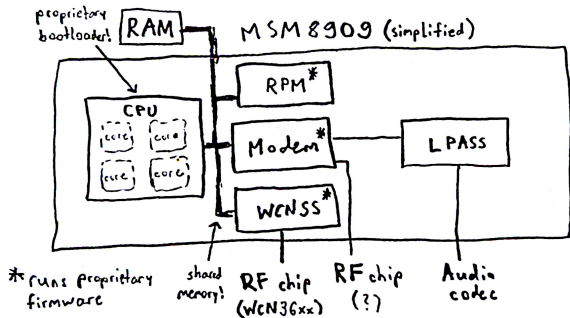 proprietary
bootloader!
RAM
MSM8909 (simplified)
CPU
core
core
core
core
RPM*
Modem*
WCNSS*
LPASS
*runs proprietary
firmware
shared
memory!
RF chip
(WCN36xx)
RF chip
(?)
Audio
codec